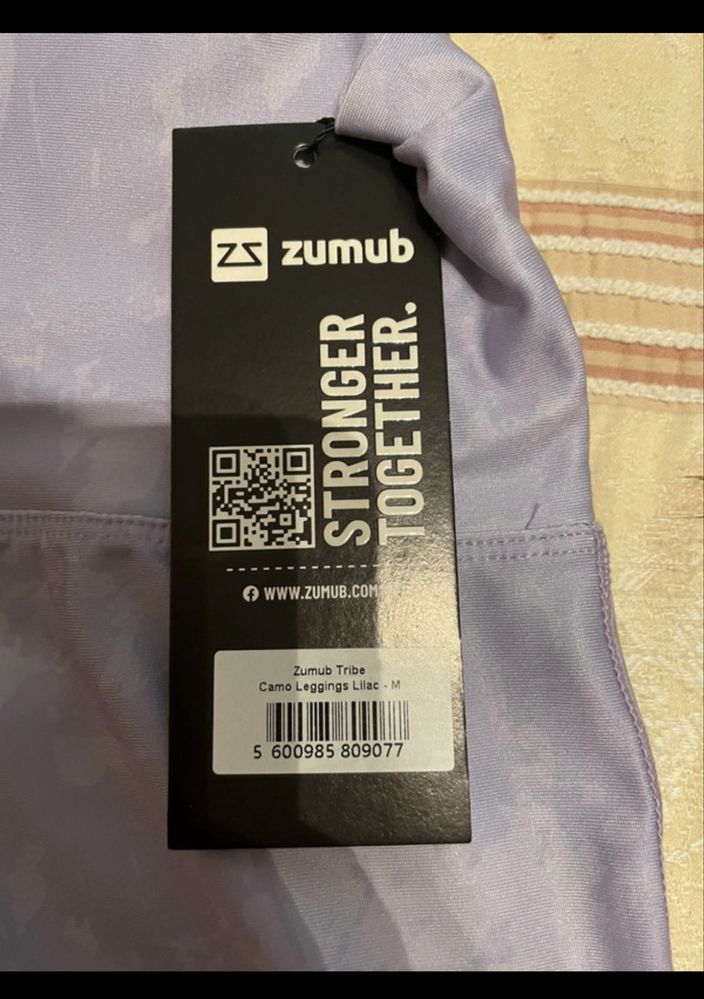 zumub
STRONGER
TOGETHER.
WWW.ZUMUB.COM
Zumub Tribe
Camo Leggings Lilac - M
5 600985 809077